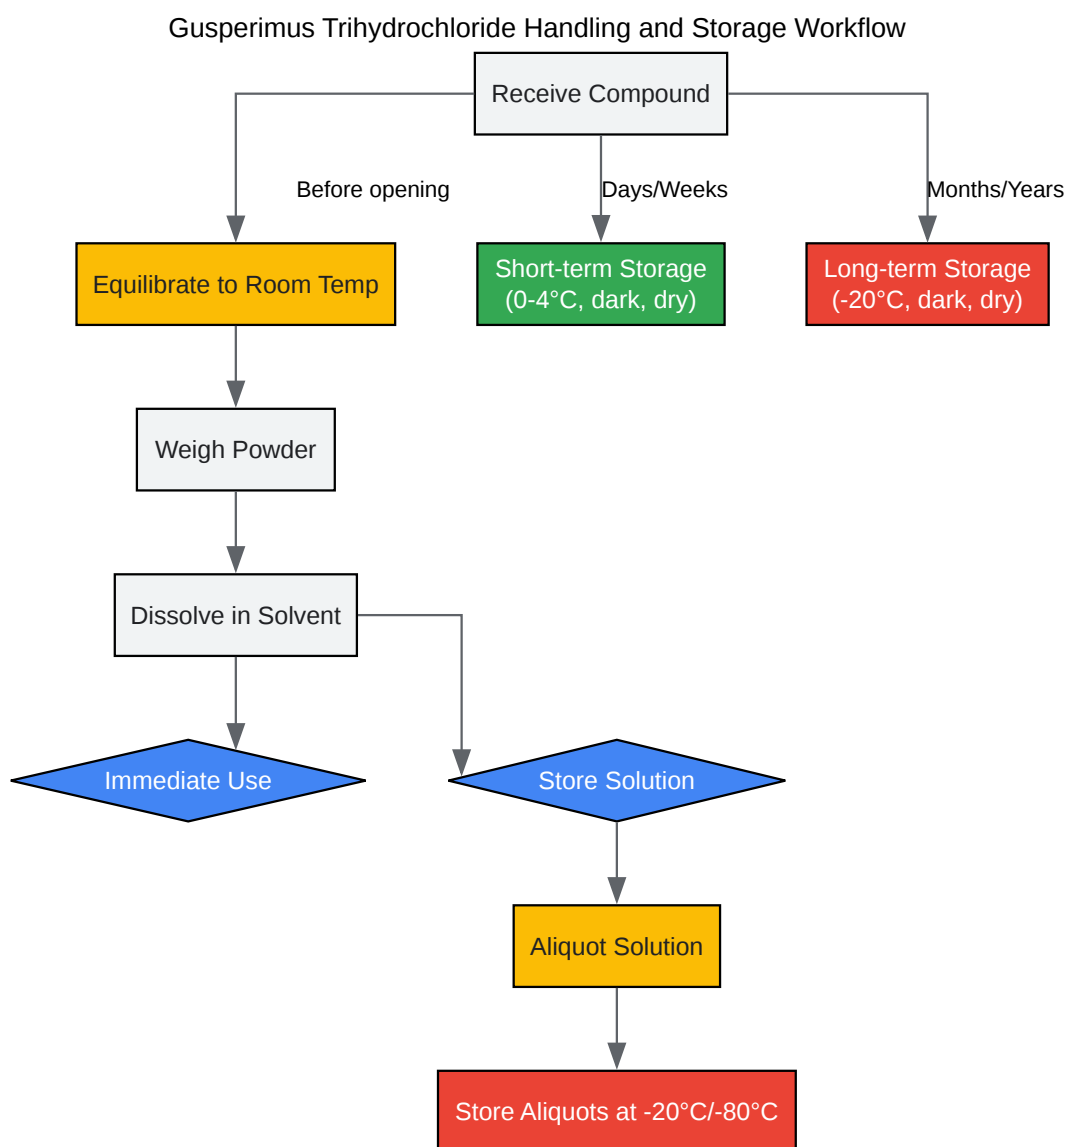 Gusperimus Trihydrochloride Handling and Storage Workflow
Receive Compound
Before opening
Days/Weeks
Months/Years
Equilibrate to Room Temp
Short-term Storage
(0-4°C, dark, dry)
Long-term Storage
(-20°C, dark, dry)
Weigh Powder
Dissolve in Solvent
Immediate Use
Store Solution
Aliquot Solution
Store Aliquots at -20°C/-80°C